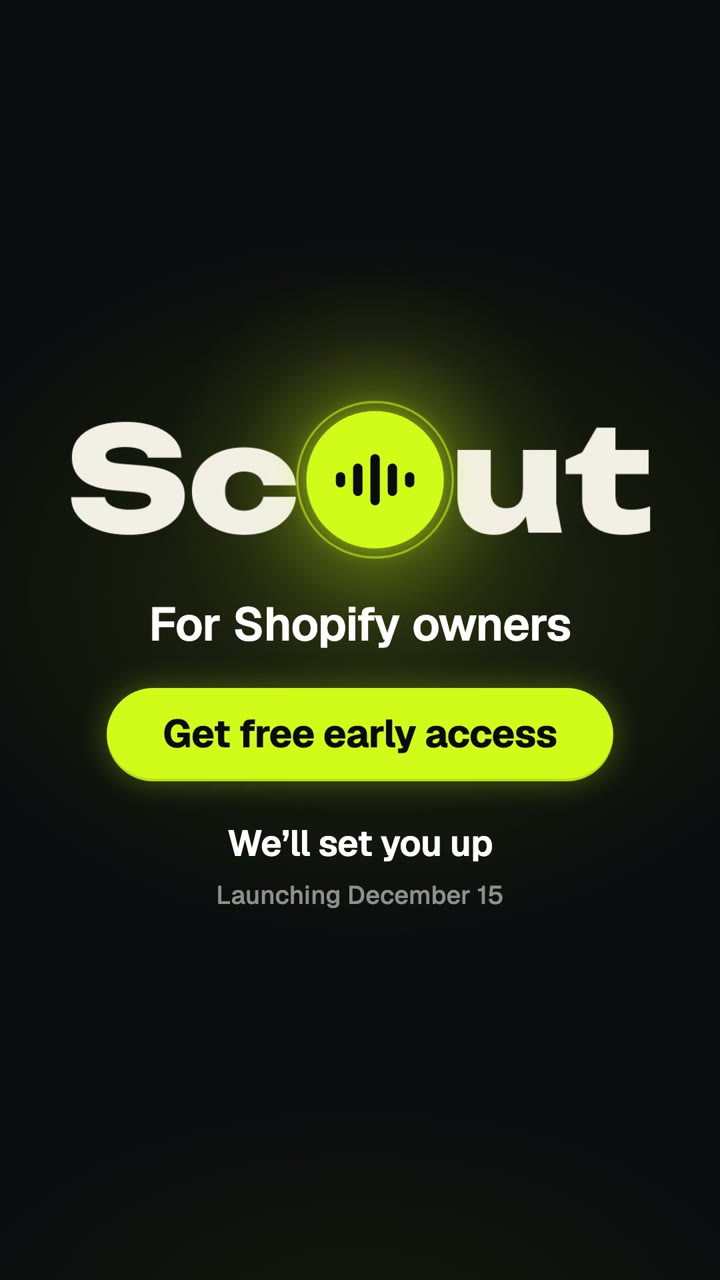 Scout
For Shopify owners
Get free early access
We’ll set you up
Launching December 15